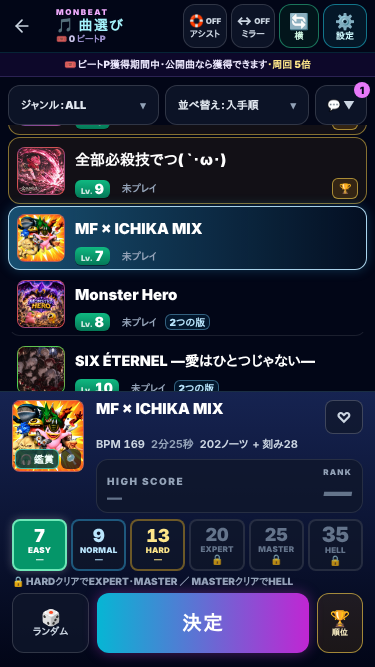 MONBEAT
🎵 曲選び
🎟️0 ビートP
🛟 OFF
アシスト
↔ OFF
ミラー
🔄
横
⚙️
設定
🎟️ビートP獲得期間中・公開曲なら獲得できます・周回 5倍
ジャンル:ALL ▼
並べ替え:入手順 ▼
💬 ▼
1
全部必殺技でつ(`･ω･)
Lv. 9 未プレイ
MF × ICHIKA MIX
Lv. 7 未プレイ
Monster Hero
Lv. 8 未プレイ 2つの版
SIX ÉTERNEL ―愛はひとつじゃない―
Lv. 10 未プレイ 2つの版
MF × ICHIKA MIX
BPM 169 2分25秒 202ノーツ + 刻み28
🎧 鑑賞
HIGH SCORE
—
RANK
—
7
EASY
—
9
NORMAL
—
13
HARD
—
20
EXPERT
25
MASTER
35
HELL
🔒 HARDクリアでEXPERT・MASTER ／ MASTERクリアでHELL
ランダム
決定
順位